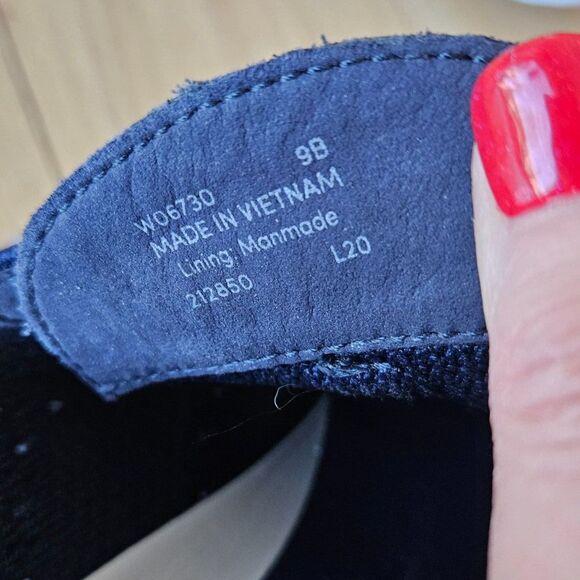 W06730 9B
MADE IN VIETNAM
Lining: Manmade
212850 L20